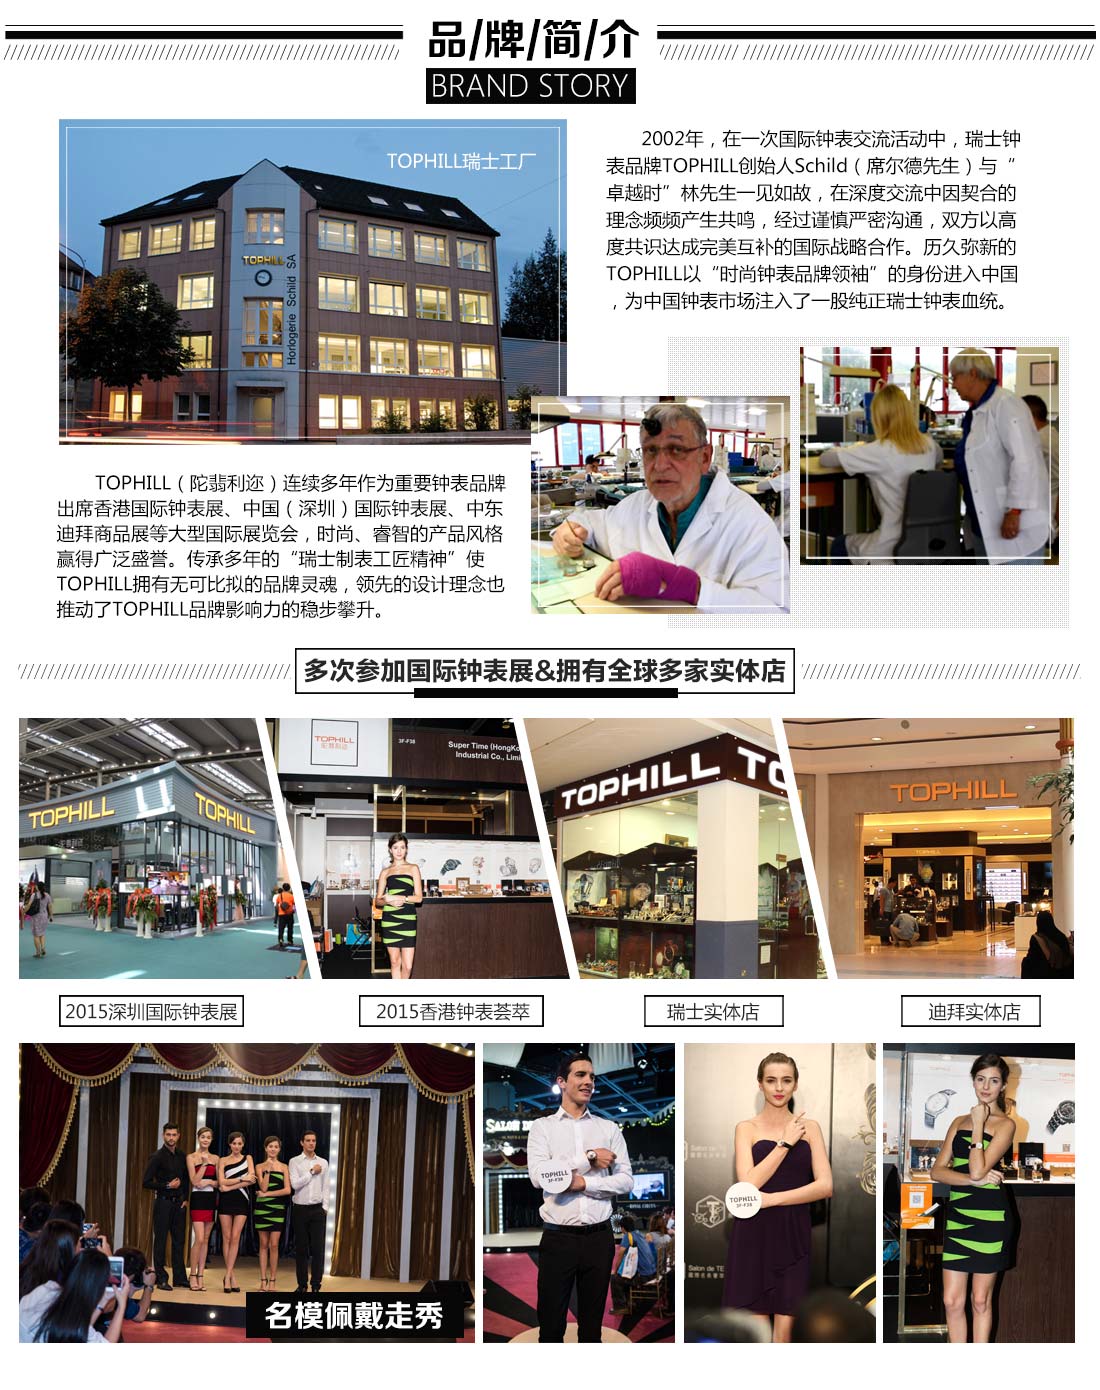 品/牌/简/介
BRAND STORY
TOPHILL瑞士工厂
TOPHILL
Horlogerie Schild SA
2002年，在一次国际钟表交流活动中，瑞士钟
表品牌TOPHILL创始人Schild（席尔德先生）与“
卓越时”林先生一见如故，在深度交流中因契合的
理念频频产生共鸣，经过谨慎严密沟通，双方以高
度共识达成完美互补的国际战略合作。历久弥新的
TOPHILL以“时尚钟表品牌领袖”的身份进入中国
，为中国钟表市场注入了一股纯正瑞士钟表血统。
TOPHILL（陀翡利迩）连续多年作为重要钟表品牌
出席香港国际钟表展、中国（深圳）国际钟表展、中东
迪拜商品展等大型国际展览会，时尚、睿智的产品风格
赢得广泛盛誉。传承多年的“瑞士制表工匠精神”使
TOPHILL拥有无可比拟的品牌灵魂，领先的设计理念也
推动了TOPHILL品牌影响力的稳步攀升。
多次参加国际钟表展&拥有全球多家实体店
TOPHILL
TOPHILL
TOPHILL
3F-F38
Super Time (HongKo
Industrial Co., Limi
TOPHILL TO
TOPHILL
TOPHILL
2015深圳国际钟表展
2015香港钟表荟萃
瑞士实体店
迪拜实体店
名模佩戴走秀
SALON DE
TOPHILL
3F-F38
TOPHILL
3F-F38
Salon de TE
TOPHILL